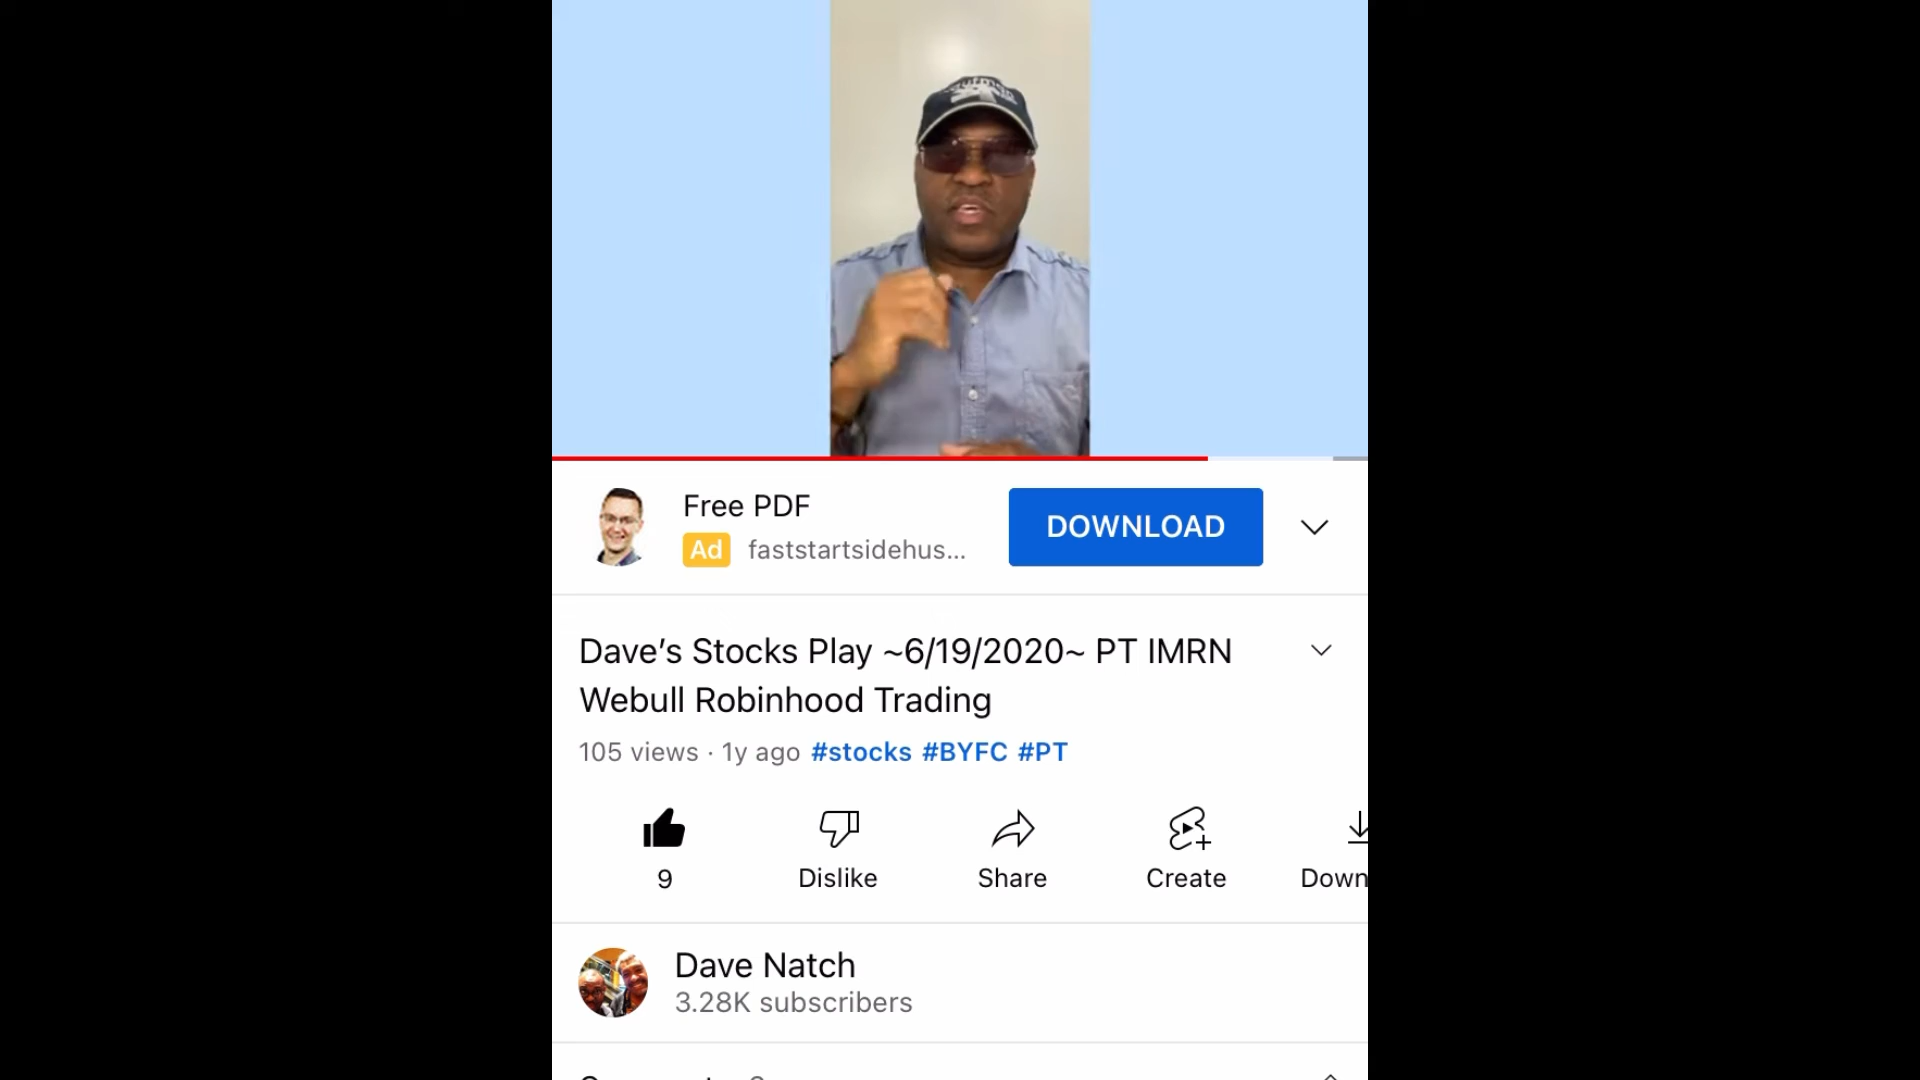 Free PDF
Ad faststartsidehus...
DOWNLOAD
Dave’s Stocks Play ~6/19/2020~ PT IMRN
Webull Robinhood Trading
105 views · 1y ago #stocks #BYFC #PT
9 Dislike Share Create Down
Dave Natch
3.28K subscribers